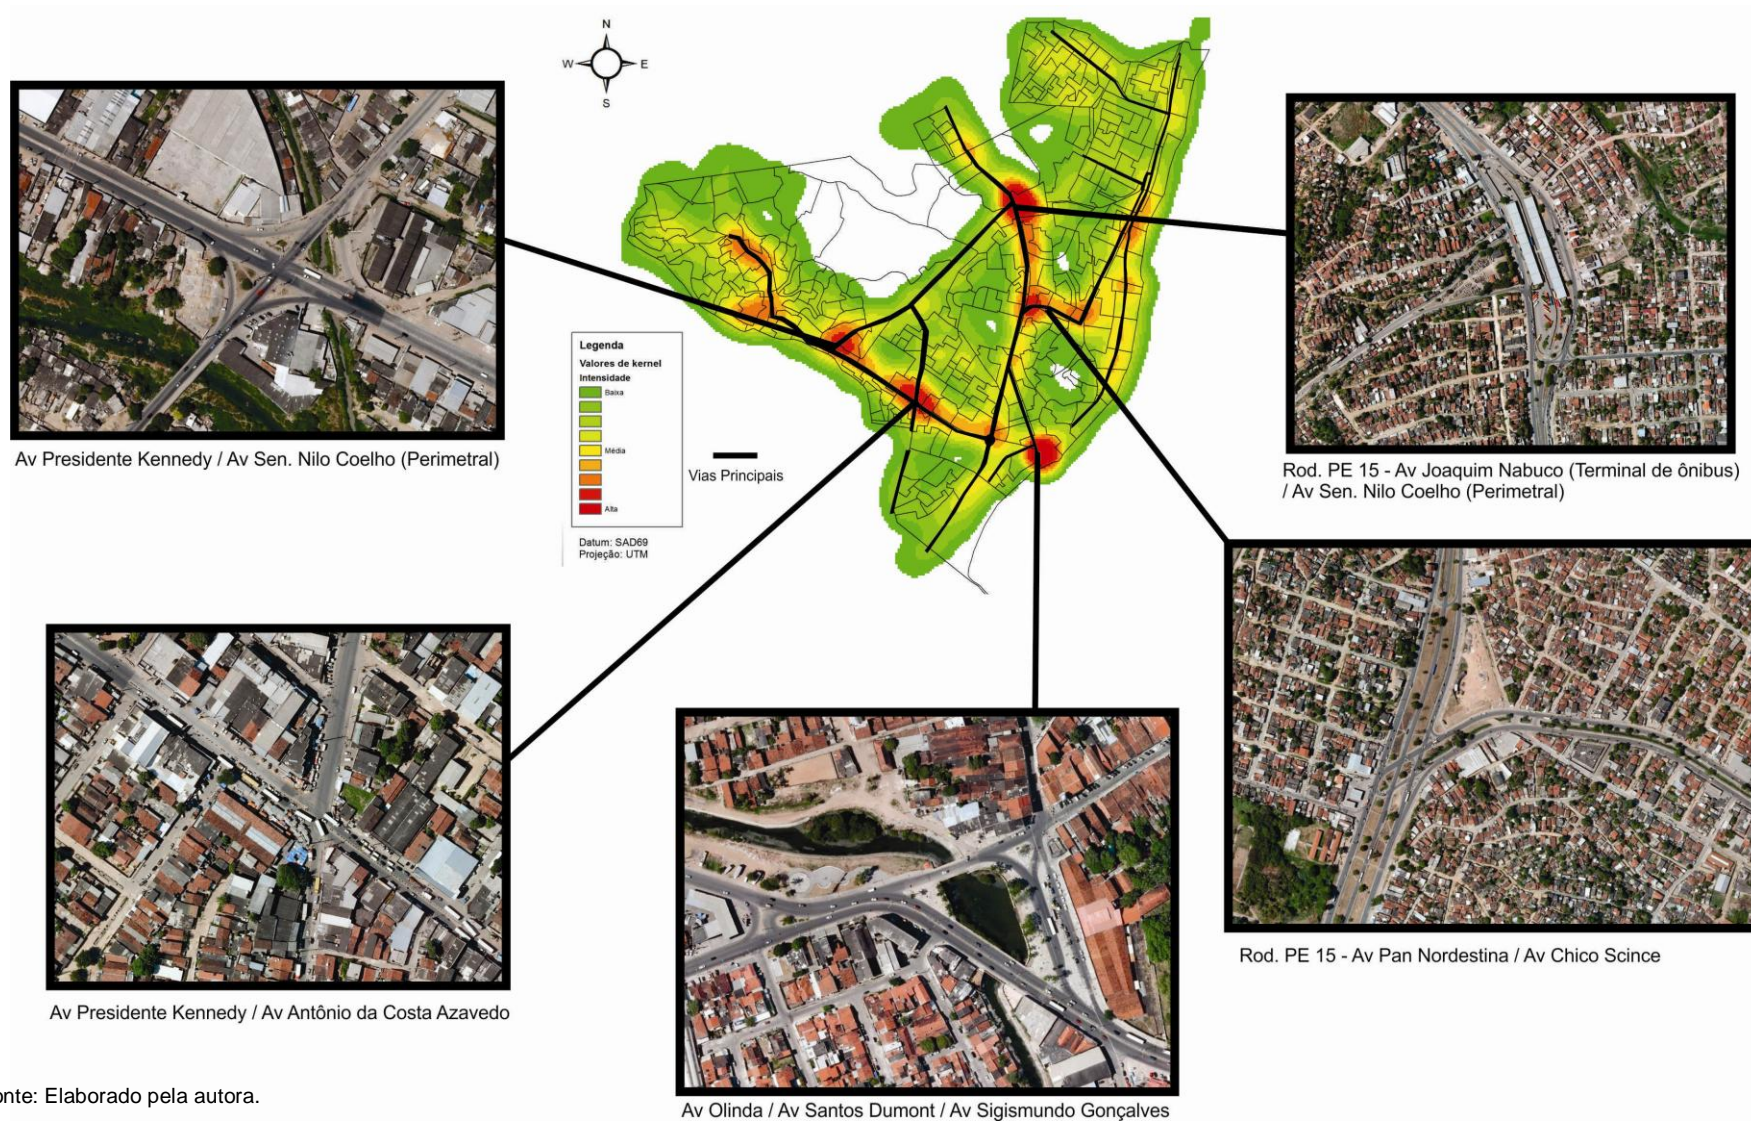 N
W E
S
Av Presidente Kennedy / Av Sen. Nilo Coelho (Perimetral)
Legenda
Valores de kernel
Intensidade
Baixa
Média
Alta
Vias Principais
Datum: SAD69
Projeção: UTM
Rod. PE 15 - Av Joaquim Nabuco (Terminal de ônibus)
/ Av Sen. Nilo Coelho (Perimetral)
Rod. PE 15 - Av Pan Nordestina / Av Chico Scince
Av Presidente Kennedy / Av Antônio da Costa Azavedo
Av Olinda / Av Santos Dumont / Av Sigismundo Gonçalves
onte: Elaborado pela autora.